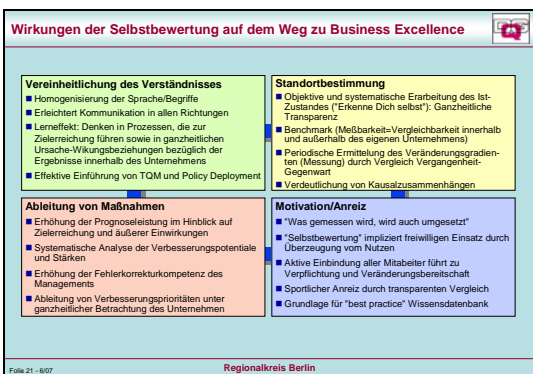 Wirkungen der Selbstbewertung auf dem Weg zu Business Excellence
DGQ
Vereinheitlichung des Verständnisses
Homogenisierung der Sprache/Begriffe
Erleichtert Kommunikation in allen Richtungen
Lerneffekt: Denken in Prozessen, die zur
Zielerreichung führen sowie in ganzheitlichen
Ursache-Wikungsbeziehungen bezüglich der
Ergebnisse innerhalb des Unternehmens
Effektive Einführung von TQM und Policy Deployment
Standortbestimmung
Objektive und systematische Erarbeitung des Ist-
Zustandes ("Erkenne Dich selbst"): Ganzheitliche
Transparenz
Benchmark (Meßbarkeit=Vergleichbarkeit innerhalb
und außerhalb des eigenen Unternehmens)
Periodische Ermittelung des Veränderungsgradien-
ten (Messung) durch Vergleich Vergangenheit-
Gegenwart
Verdeutlichung von Kausalzusammenhängen
Ableitung von Maßnahmen
Erhöhung der Prognoseleistung im Hinblick auf
Zielerreichung und äußerer Einwirkungen
Systematische Analyse der Verbesserungspotentiale
und Stärken
Erhöhung der Fehlerkorrekturkompetenz des
Managements
Ableitung von Verbesserungsprioritäten unter
ganzheitlicher Betrachtung des Unternehmen
Motivation/Anreiz
"Was gemessen wird, wird auch umgesetzt"
"Selbstbewertung" impliziert freiwilligen Einsatz durch
Überzeugung vom Nutzen
Aktive Einbindung aller Mitabeiter führt zu
Verpflichtung und Veränderungsbereitschaft
Sportlicher Anreiz durch transparenten Vergleich
Grundlage für "best practice" Wissensdatenbank
Folie 21 - 6/07
Regionalkreis Berlin